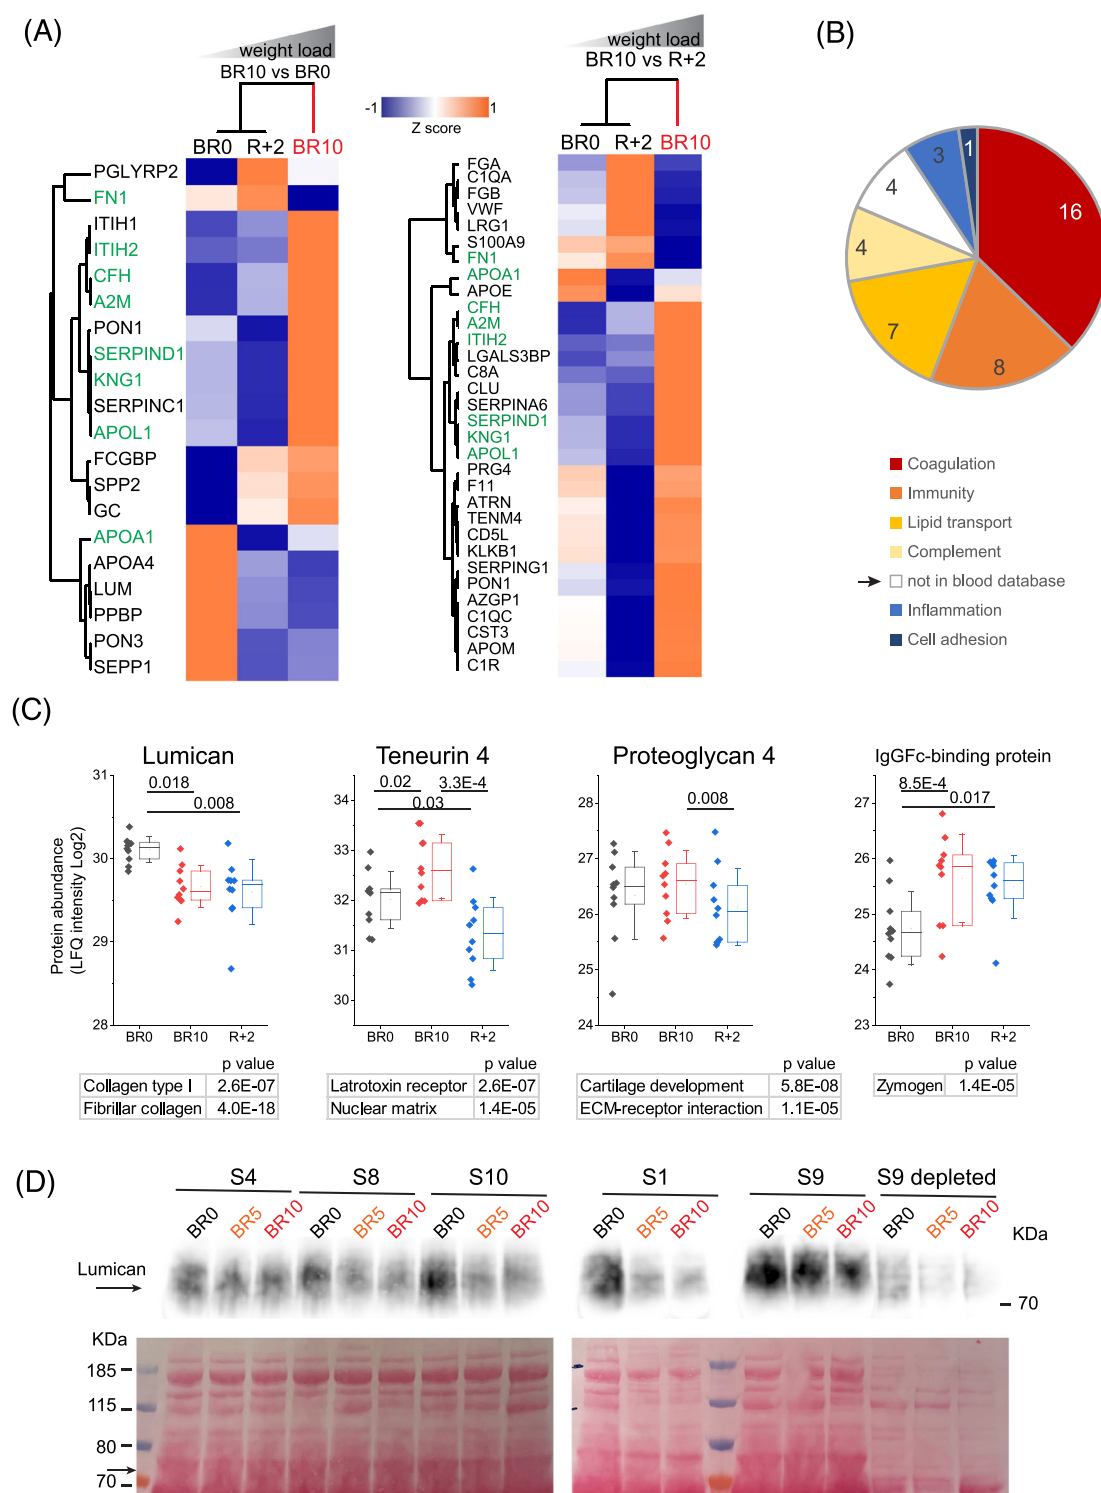 (A)
weight load
BR10 vs BR0
BR0 R+2 BR10
-1 1
Z score
PGLYRP2
FN1
ITIH1
ITIH2
CFH
A2M
PON1
SERPIND1
KNG1
SERPINC1
APOL1
FCGBP
SPP2
GC
APOA1
APOA4
LUM
PPBP
PON3
SEPP1
weight load
BR10 vs R+2
BR0 R+2 BR10
FGA
C1QA
FGB
VWF
LRG1
S100A9
FN1
APOA1
APOE
CFH
A2M
ITIH2
LGALS3BP
C8A
CLU
SERPINA6
SERPIND1
KNG1
APOL1
PRG4
F11
ATRN
TENM4
CD5L
KLKB1
SERPING1
PON1
AZGP1
C1QC
CST3
APOM
C1R
(B)
1
3
4
4
7
8
16
Coagulation
Immunity
Lipid transport
Complement
not in blood database
Inflammation
Cell adhesion
(C)
Protein abundance
(LFQ intensity Log2)
Lumican
31
30
29
28
0.018
0.008
BR0 BR10 R+2
p value
Collagen type I 2.6E-07
Fibrillar collagen 4.0E-18
Teneurin 4
34
33
32
31
30
0.02 3.3E-4
0.03
BR0 BR10 R+2
p value
Latrotoxin receptor 2.6E-07
Nuclear matrix 1.4E-05
Proteoglycan 4
28
27
26
25
24
0.008
BR0 BR10 R+2
p value
Cartilage development 5.8E-08
ECM-receptor interaction 1.1E-05
IgGFc-binding protein
27
26
25
24
23
8.5E-4
0.017
BR0 BR10 R+2
p value
Zymogen 1.4E-05
(D)
S4 S8 S10 S1 S9 S9 depleted
BR0 BR5 BR10 BR0 BR5 BR10 BR0 BR5 BR10 BR0 BR5 BR10 BR0 BR5 BR10 BR0 BR5 BR10
KDa
Lumican
70
KDa
185
115
80
70